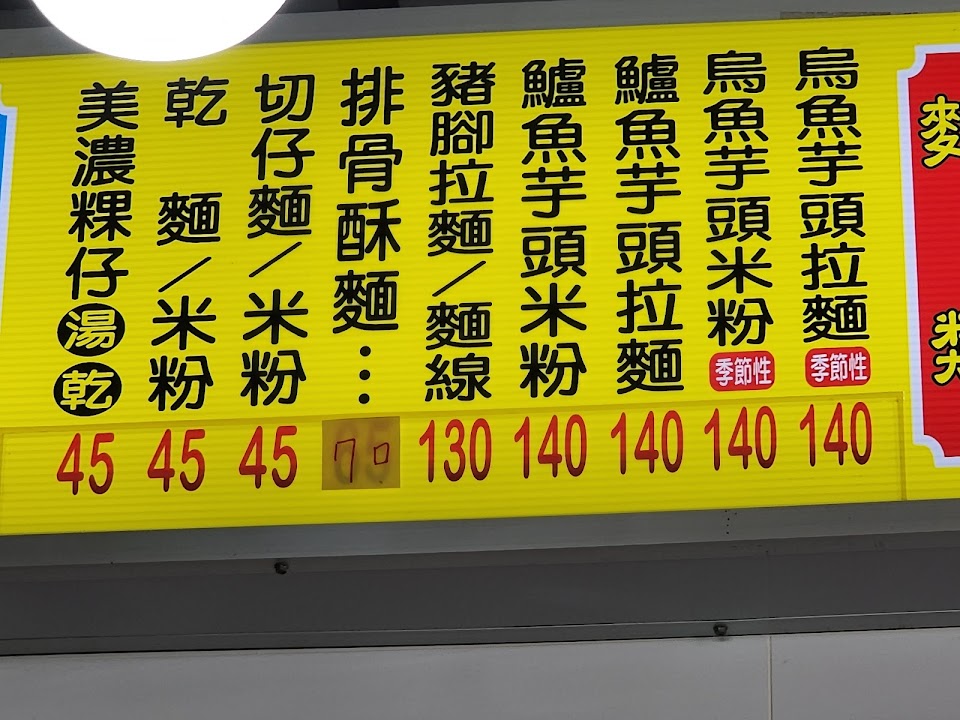 麵
粄
烏魚芋頭拉麵
季節性
140
烏魚芋頭米粉
季節性
140
鱸魚芋頭拉麵
140
鱸魚芋頭米粉
140
豬腳拉麵／麵線
130
排骨酥麵：
70
切仔麵／米粉
45
乾 麵／米粉
45
美濃粿仔湯乾
45